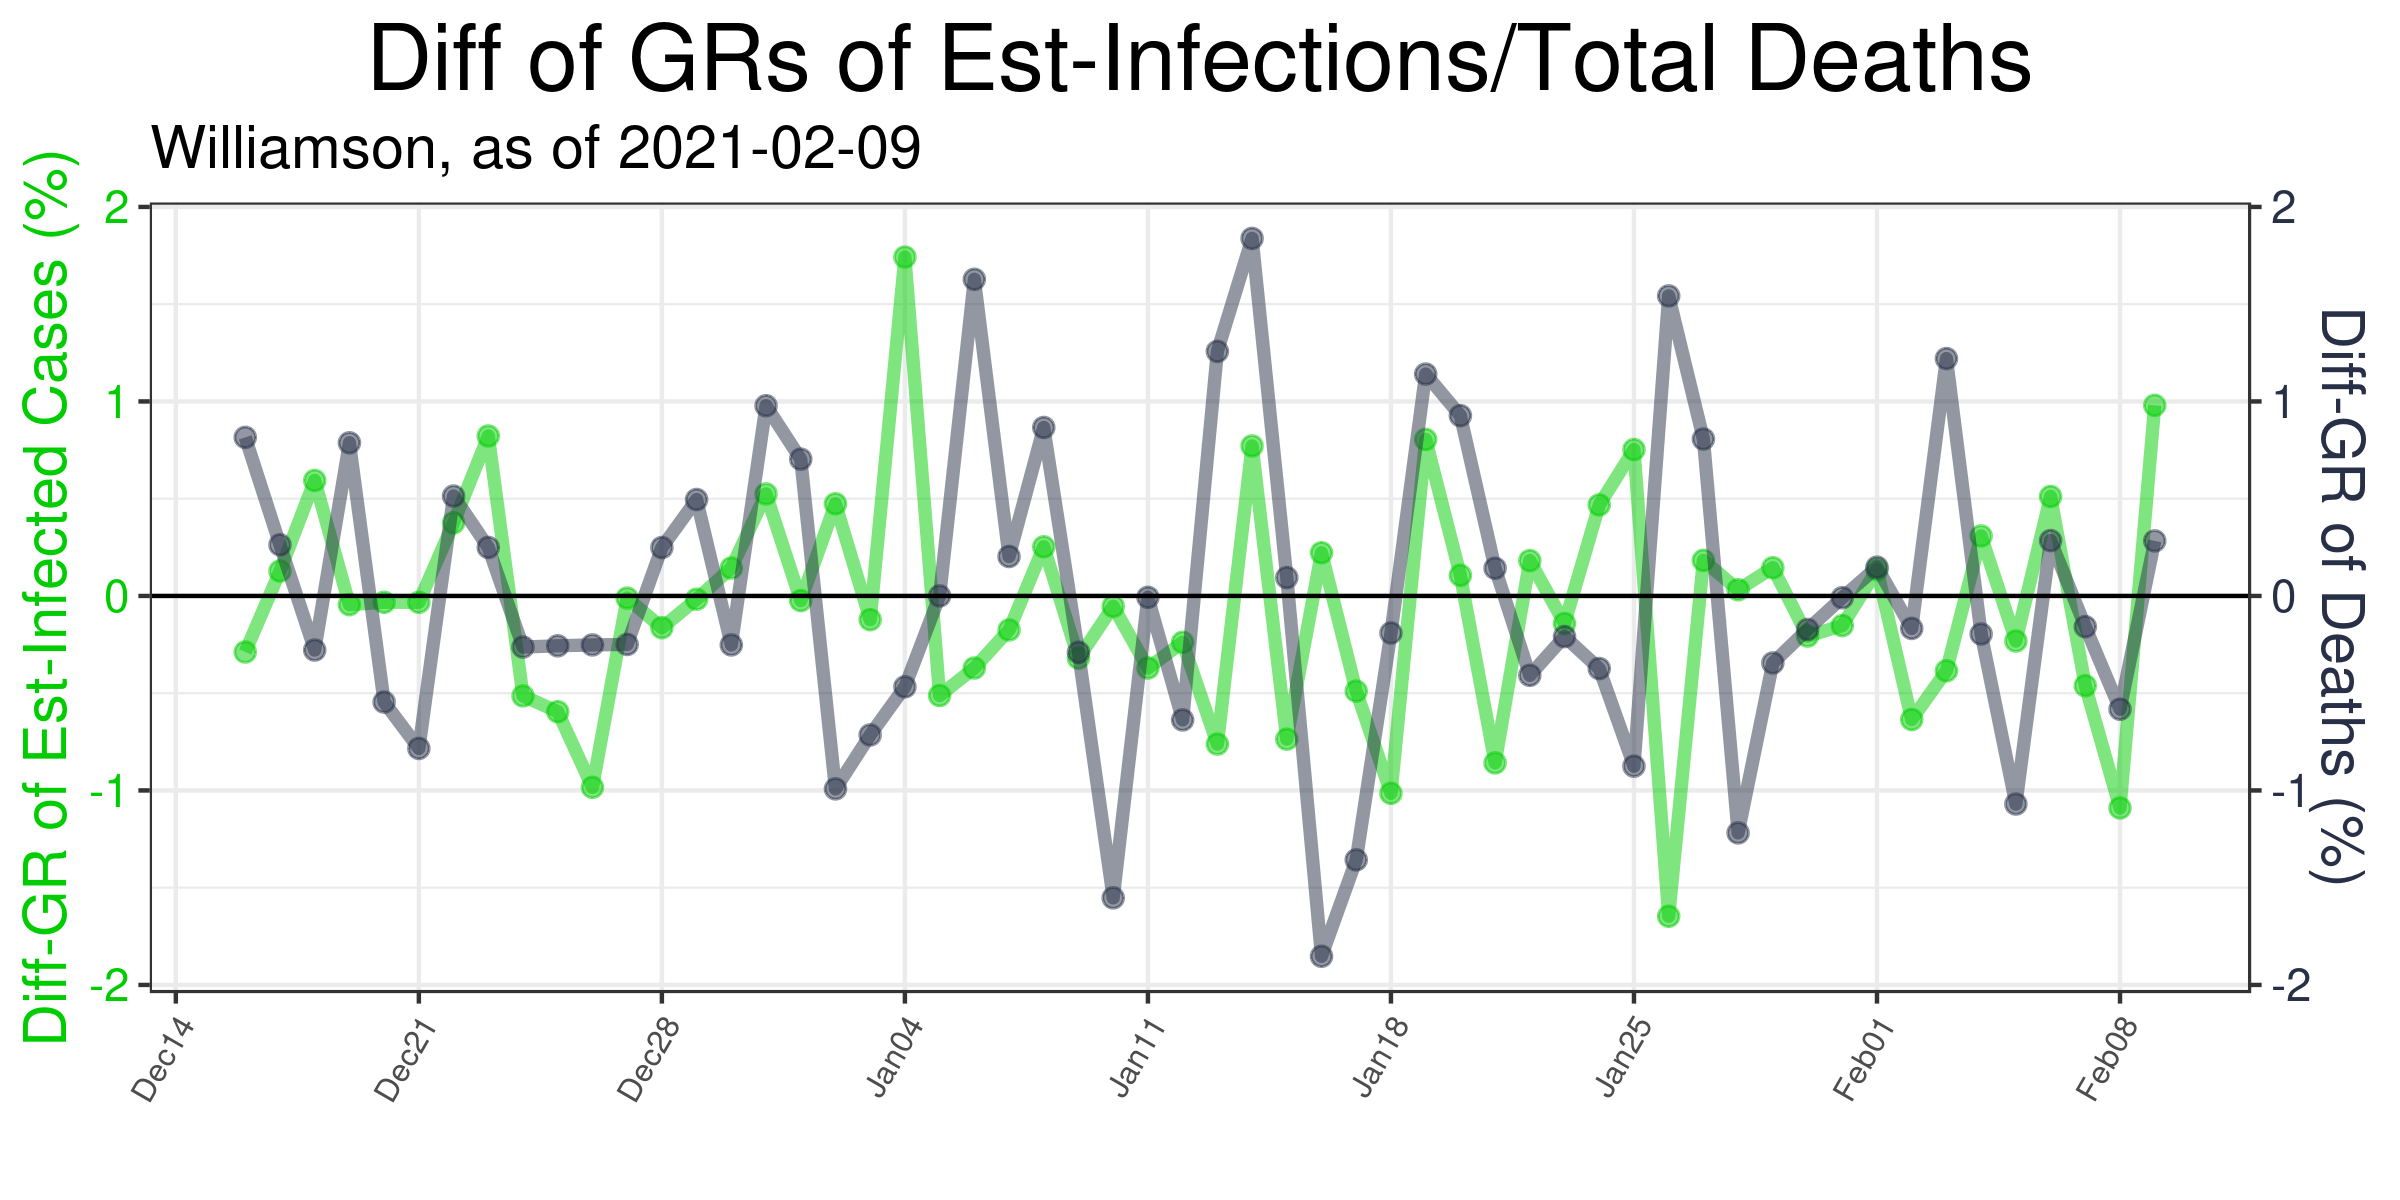 Diff of GRs of Est-Infections/Total Deaths
Williamson, as of 2021-02-09
Diff-GR of Est-Infected Cases (%)
2
1
0
-1
-2
2
1
0
-1
-2
Diff-GR of Deaths (%)
Dec14
Dec21
Dec28
Jan04
Jan11
Jan18
Jan25
Feb01
Feb08